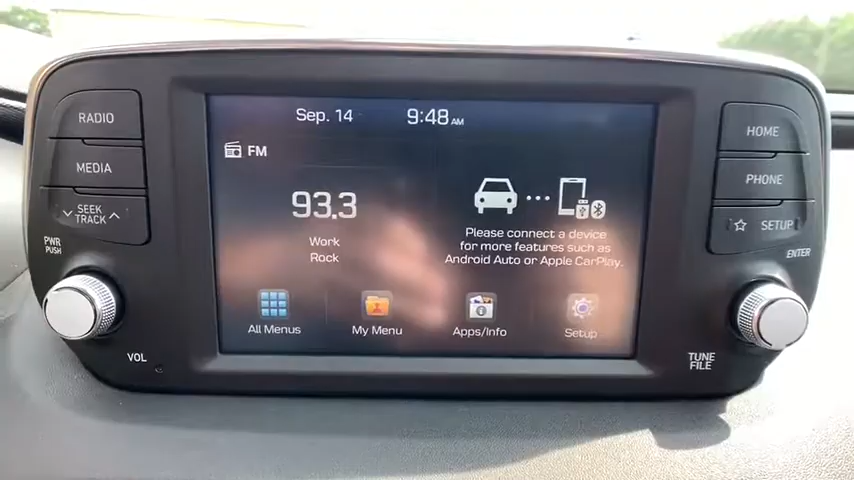 RADIO
MEDIA
SEEK
TRACK
PWR
PUSH
VOL
Sep. 14
9:48 AM
FM
93.3
Work
Rock
Please connect a device
for more features such as
Android Auto or Apple CarPlay.
All Menus
My Menu
Apps/Info
Setup
HOME
PHONE
SETUP
ENTER
TUNE
FILE